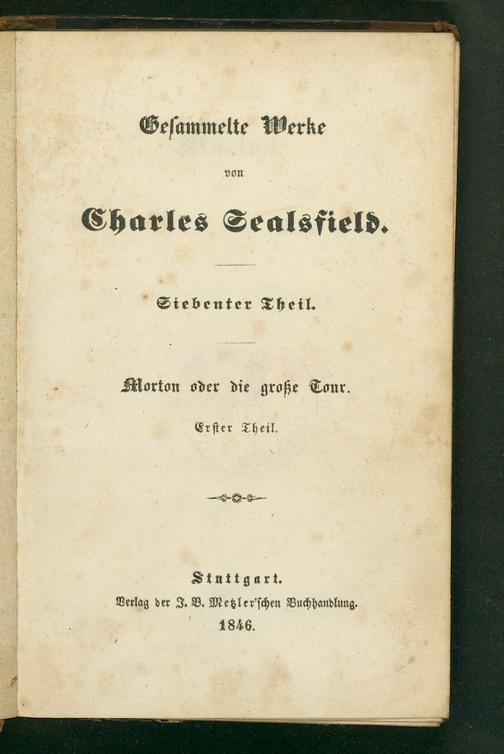 Gesammelte Werke
von
Charles Sealsfield.
Siebenter Theil.
Morton oder die große Tour.
Erster Theil.
Stuttgart.
Verlag der J. B. Metzler'schen Buchhandlung.
1846.